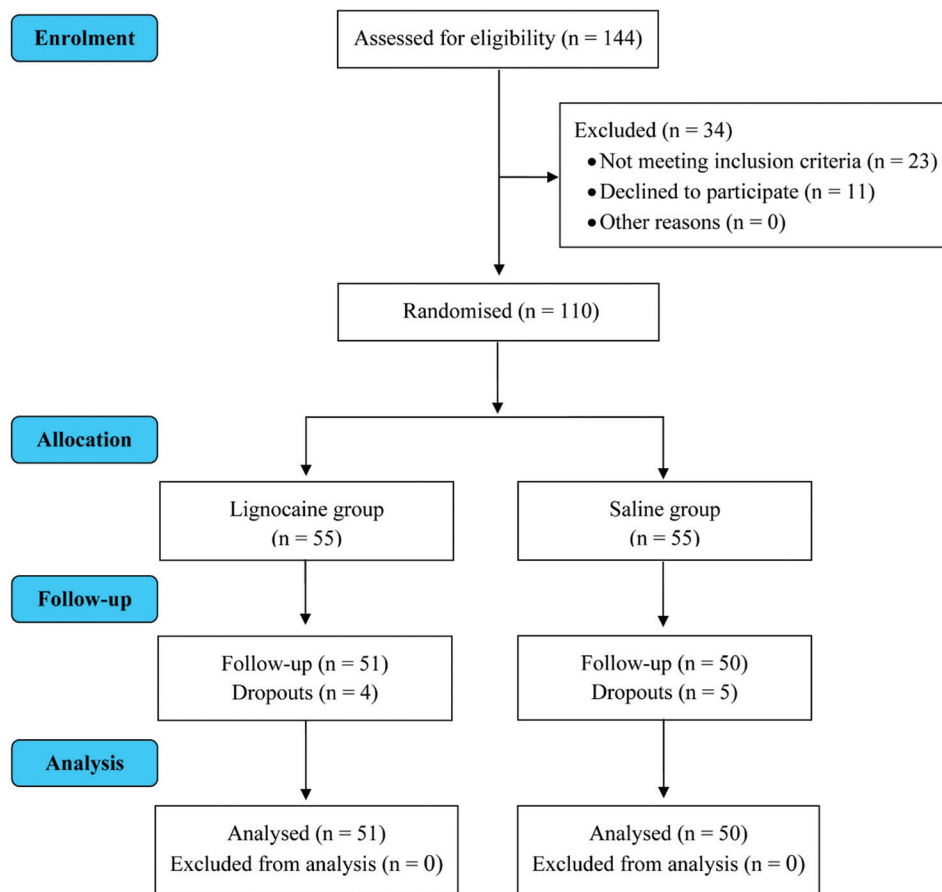 Enrolment
Assessed for eligibility (n = 144)
Excluded (n = 34)
• Not meeting inclusion criteria (n = 23)
• Declined to participate (n = 11)
• Other reasons (n = 0)
Randomised (n = 110)
Allocation
Lignocaine group
(n = 55)
Saline group
(n = 55)
Follow-up
Follow-up (n = 51)
Dropouts (n = 4)
Follow-up (n = 50)
Dropouts (n = 5)
Analysis
Analysed (n = 51)
Excluded from analysis (n = 0)
Analysed (n = 50)
Excluded from analysis (n = 0)